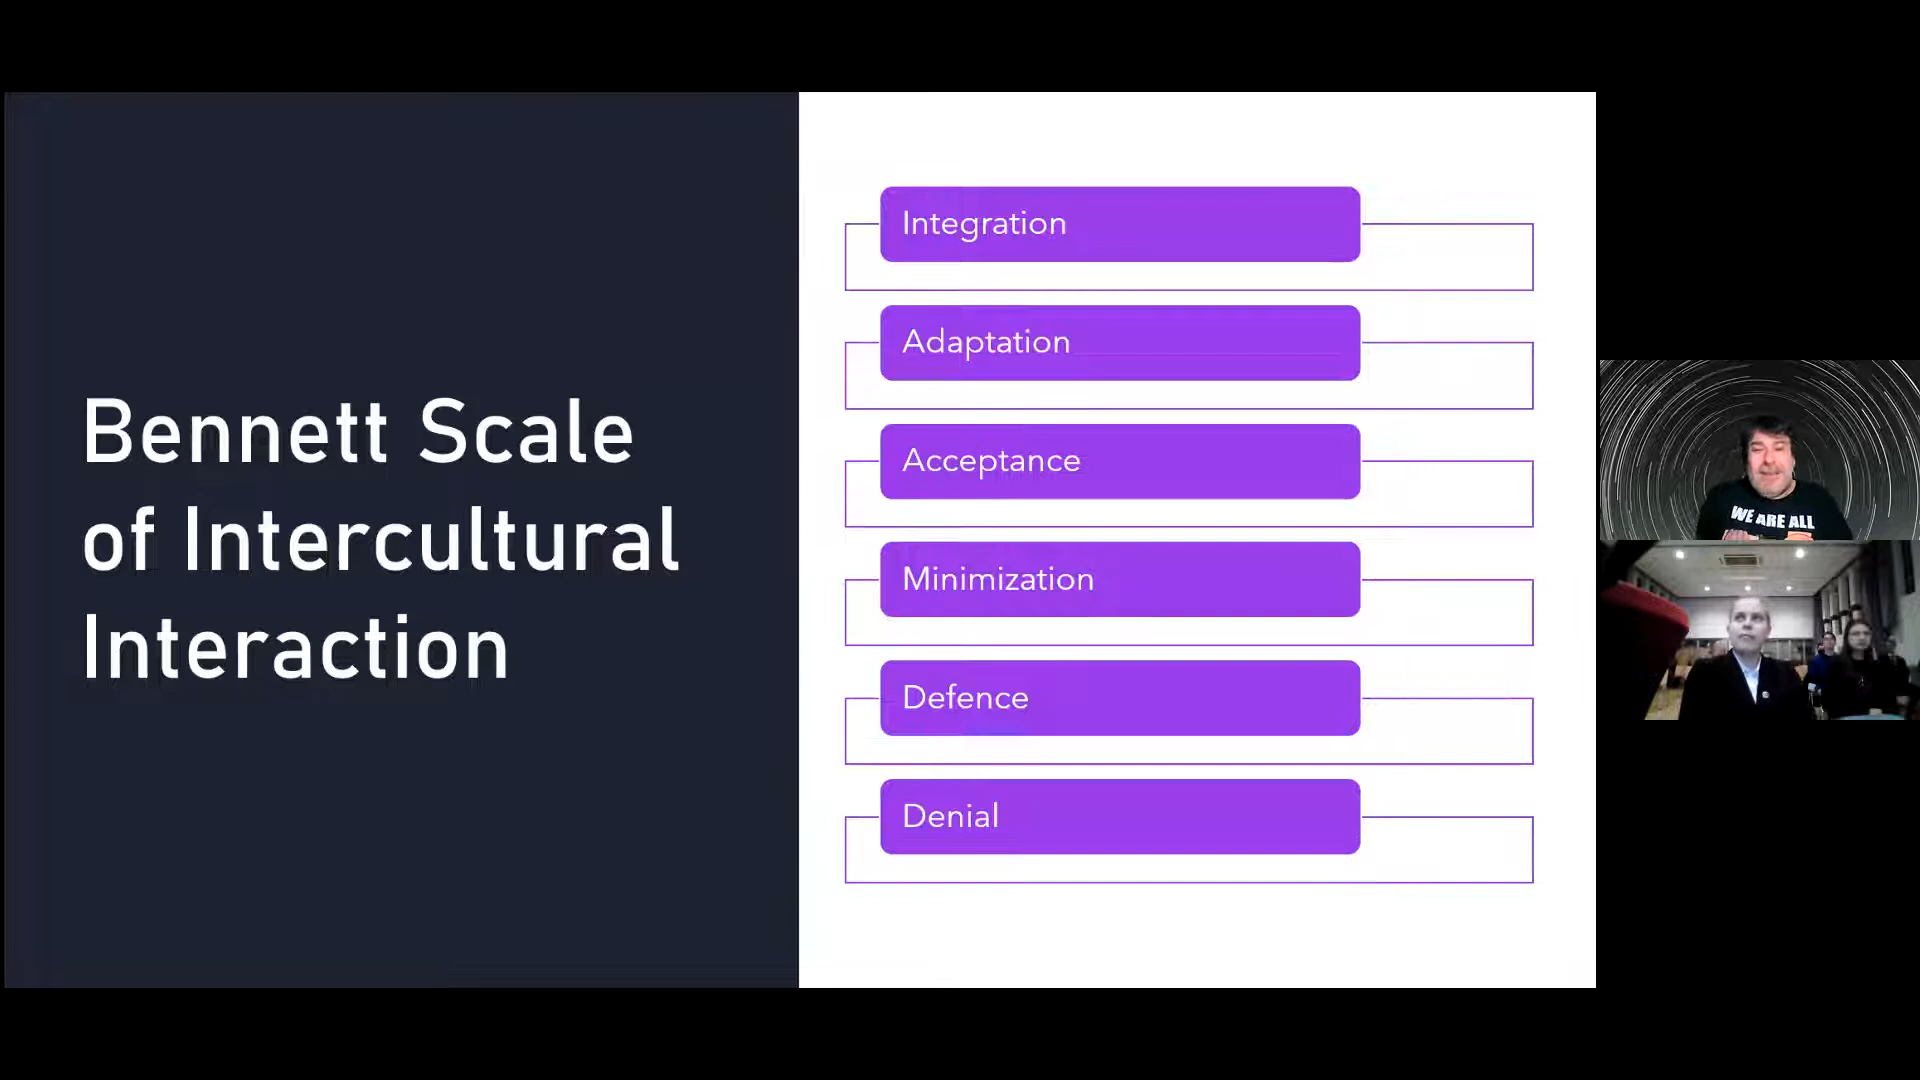 Bennett Scale
of Intercultural
Interaction
Integration
Adaptation
Acceptance
Minimization
Defence
Denial
WE ARE ALL